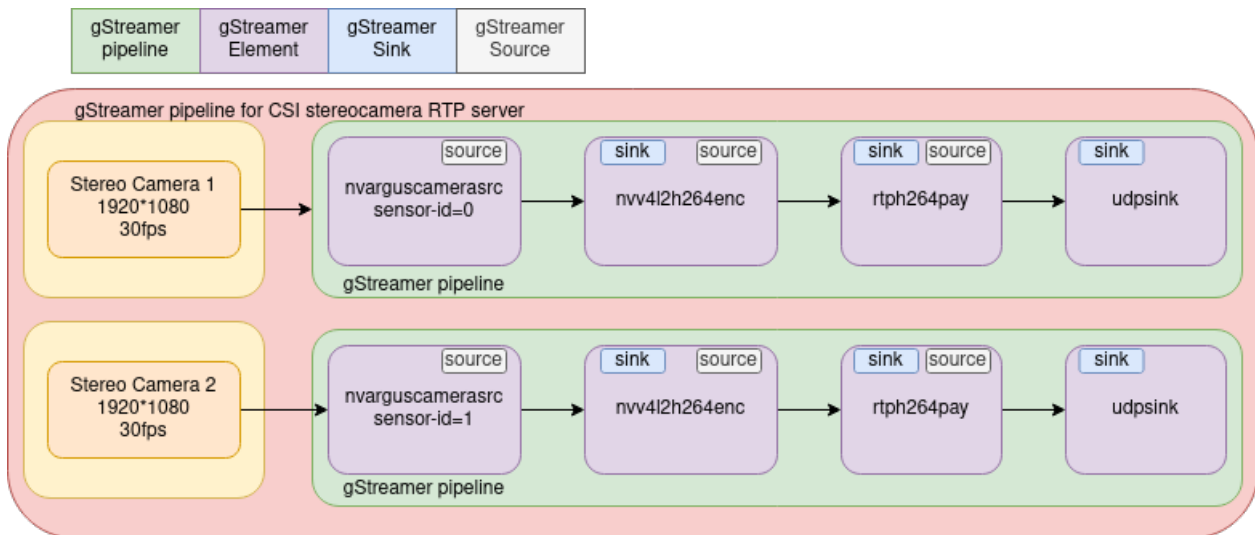 gStreamer
pipeline
gStreamer
Element
gStreamer
Sink
gStreamer
Source
gStreamer pipeline for CSI stereocamera RTP server
Stereo Camera 1
1920*1080
30fps
source
nvarguscamerasrc
sensor-id=0
sink
source
nvv4l2h264enc
sink
source
rtph264pay
sink
udpsink
gStreamer pipeline
Stereo Camera 2
1920*1080
30fps
source
nvarguscamerasrc
sensor-id=1
sink
source
nvv4l2h264enc
sink
source
rtph264pay
sink
udpsink
gStreamer pipeline